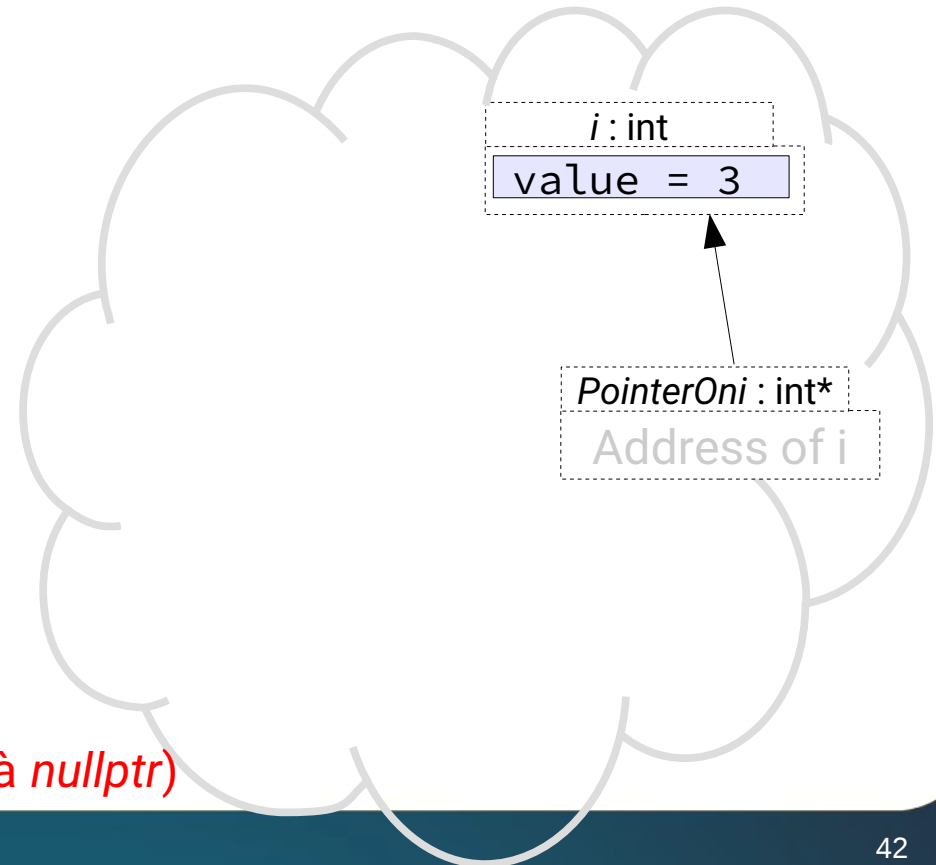 i : int
value = 3
PointerOni : int*
Address of i
à nullptr)
42